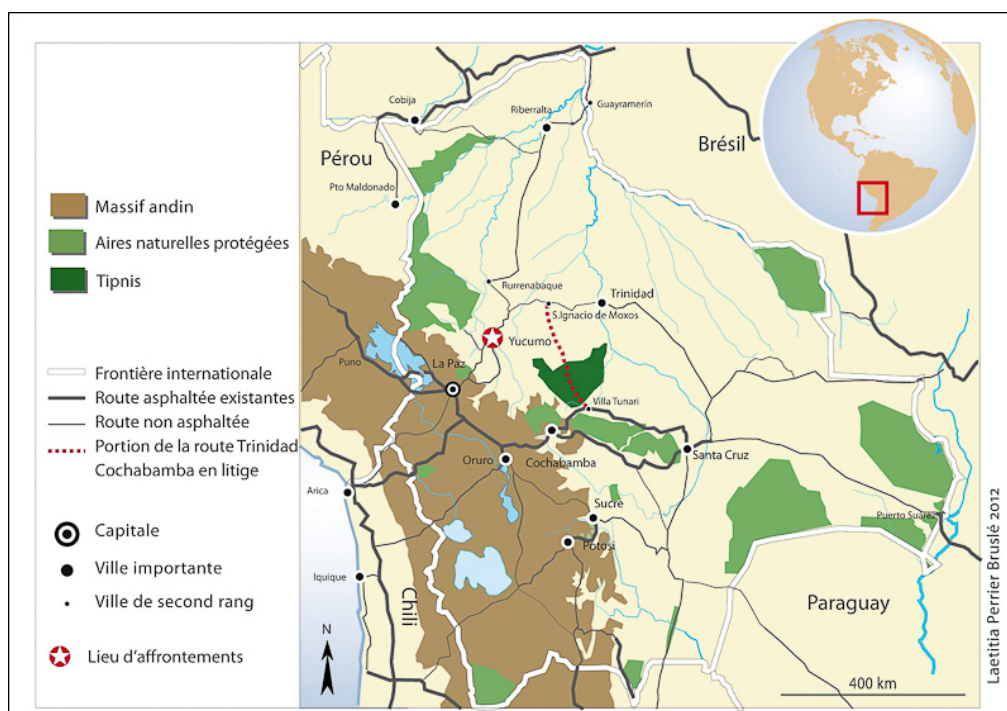 Massif andin
Aires naturelles protégées
Tipnis
Frontière internationale
Route asphaltée existantes
Route non asphaltée
Portion de la route Trinidad
Cochabamba en litige
Capitale
Ville importante
Ville de second rang
Lieu d'affrontements
Cobija
Riberralta
Guayramerín
Pérou
Brésil
Pto Maldonado
Rurrenabaque
Trinidad
S.Ignacio de Moxos
Yucumo
Puno
La Paz
Villa Tunari
Oruro
Cochabamba
Santa Cruz
Arica
Sucre
Puerto Suárez
Potosí
Iquique
Chili
Paraguay
N
400 km
Laetitia Perrier Bruslé 2012